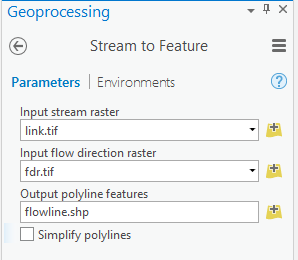 Geoprocessing
Stream to Feature
Parameters | Environments
Input stream raster
link.tif
Input flow direction raster
fdr.tif
Output polyline features
flowline.shp
Simplify polylines